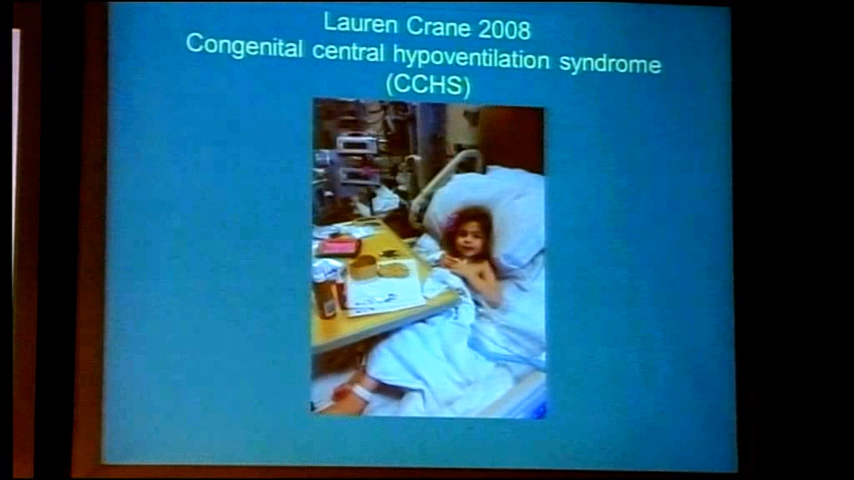 Lauren Crane 2008
Congenital central hypoventilation syndrome
(CCHS)